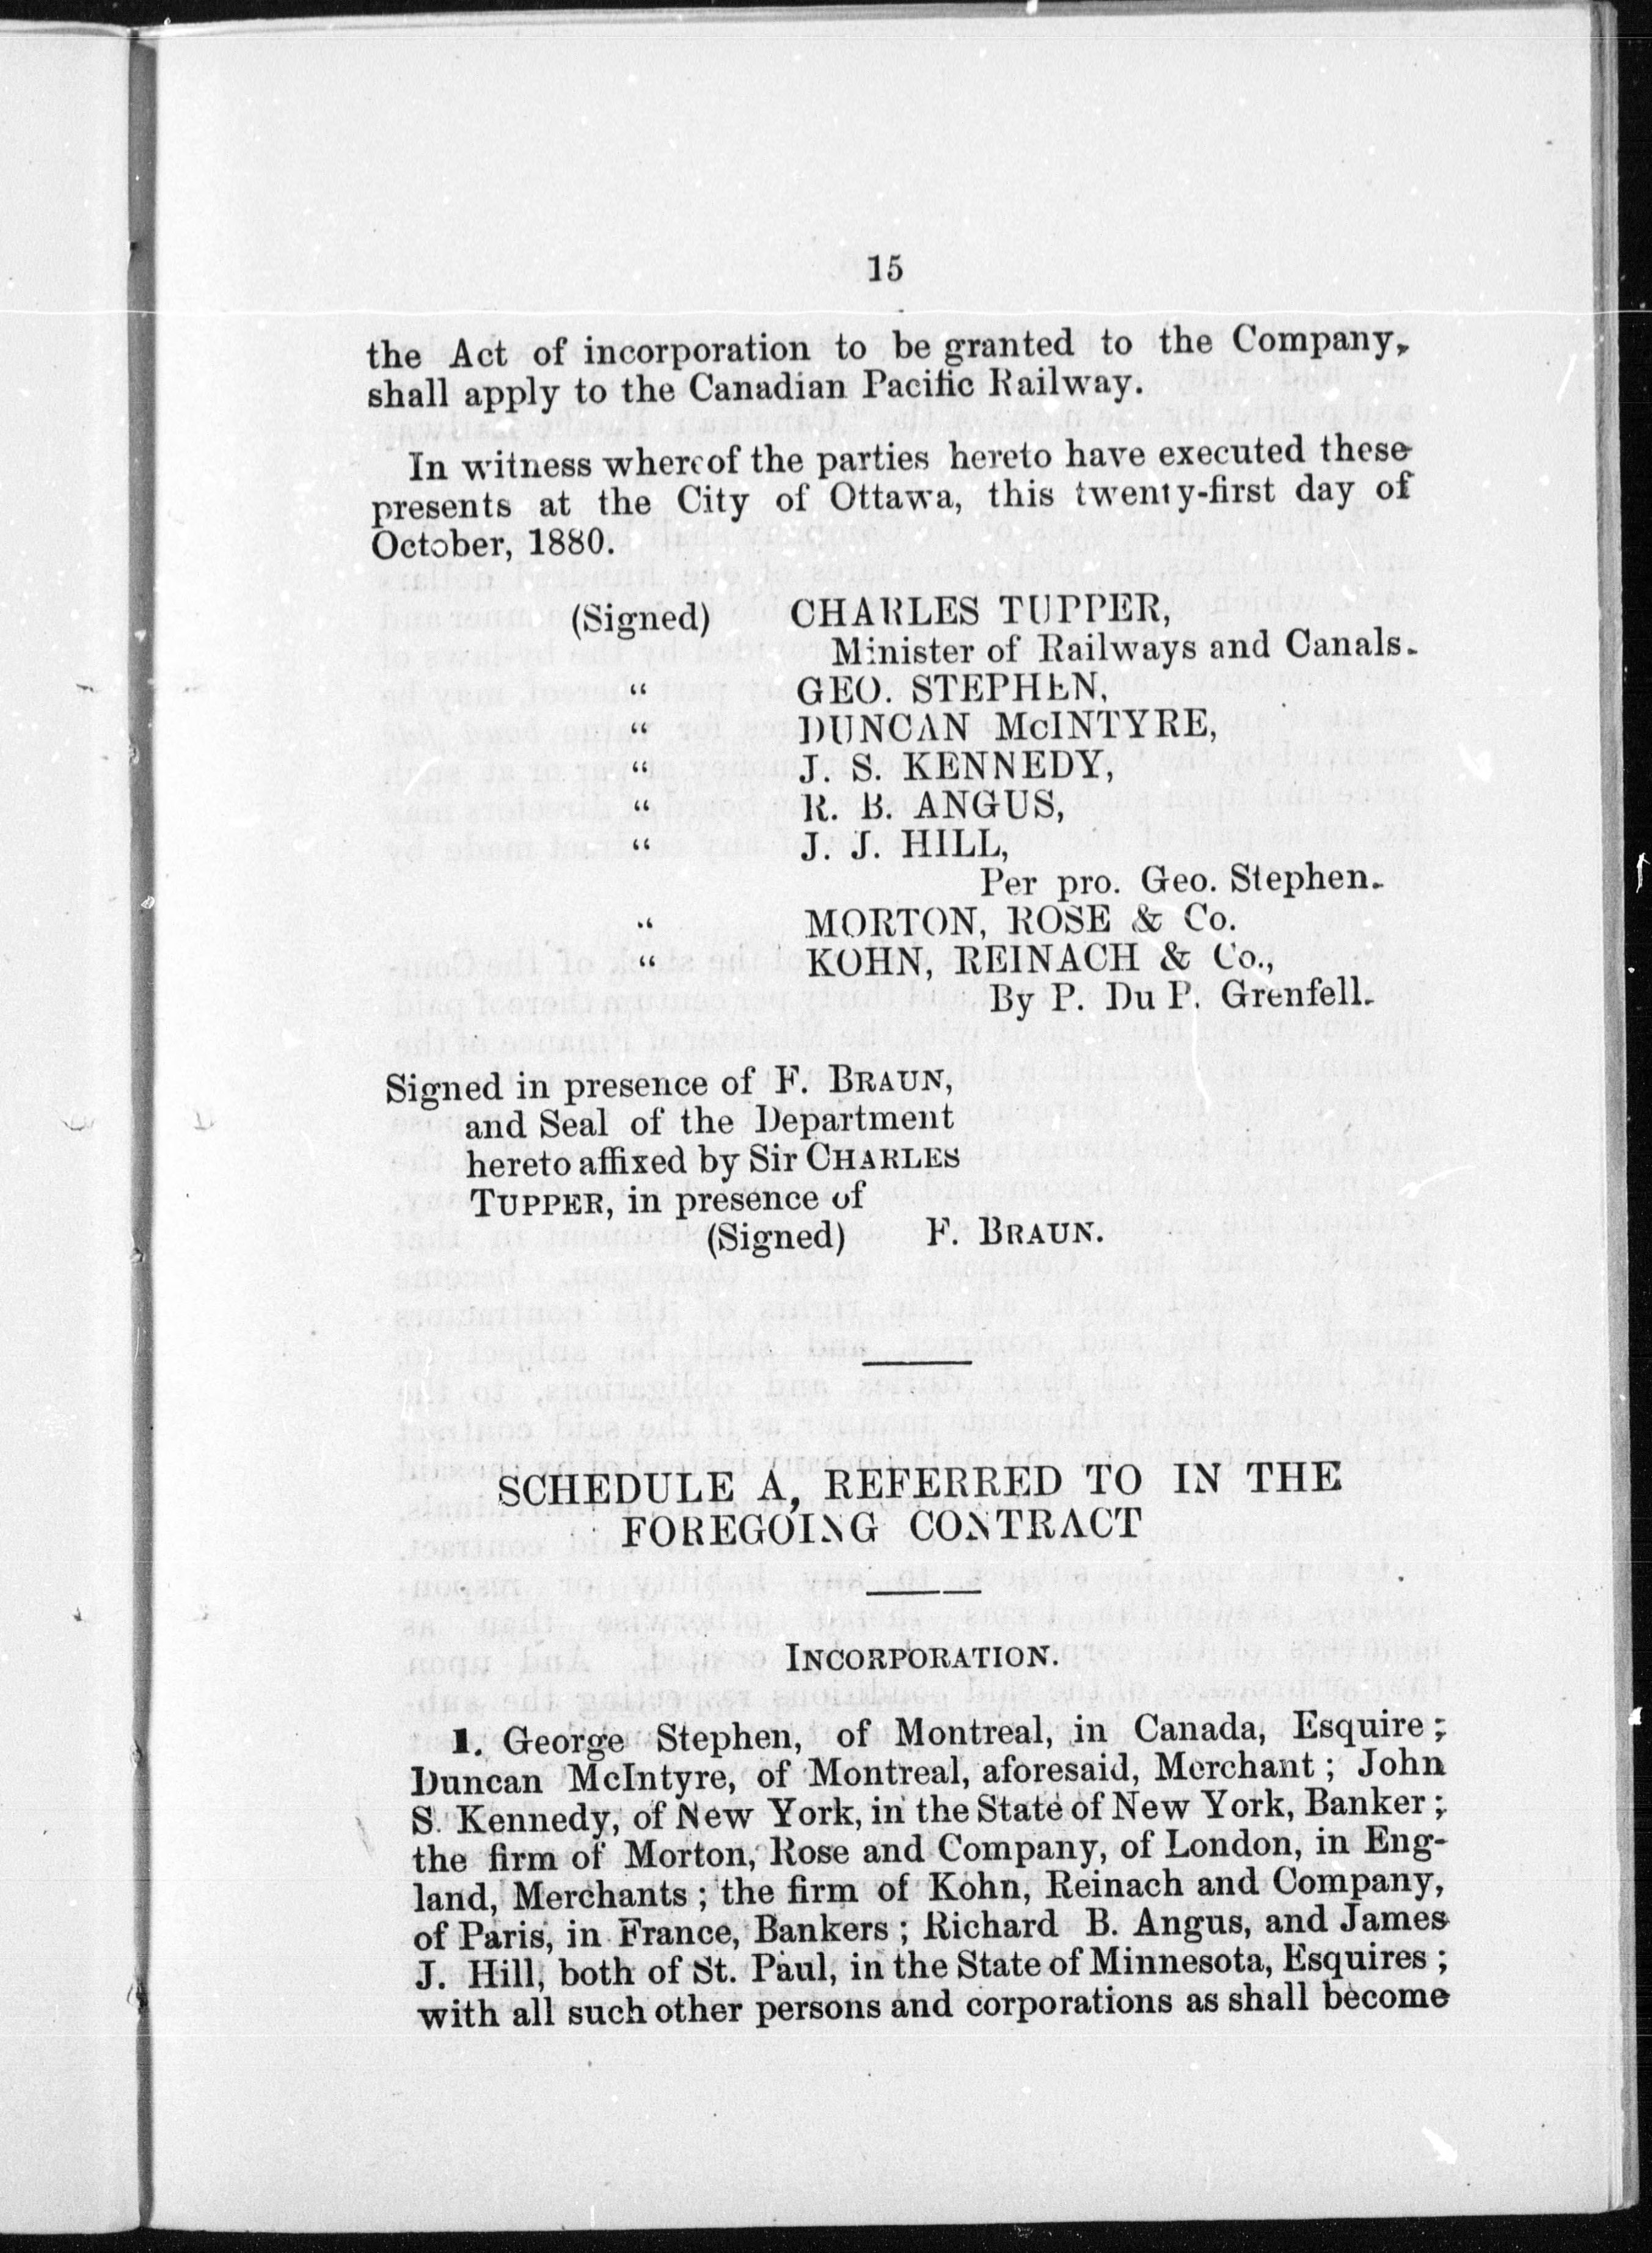 15
the Act of incorporation to be granted to the Company,
shall apply to the Canadian Pacific Railway.
In witness whereof the parties hereto have executed these
presents at the City of Ottawa, this twenty-first day of
October, 1880.
(Signed) CHARLES TUPPER,
Minister of Railways and Canals.
“ GEO. STEPHEN,
“ DUNCAN McINTYRE,
“ J. S. KENNEDY,
“ R. B. ANGUS,
“ J. J. HILL,
Per pro. Geo. Stephen.
“ MORTON, ROSE & Co.
“ KOHN, REINACH & Co.,
By P. Du P. Grenfell.
Signed in presence of F. BRAUN,
and Seal of the Department
hereto affixed by Sir CHARLES
TUPPER, in presence of
(Signed) F. BRAUN.
SCHEDULE A, REFERRED TO IN THE
FOREGOING CONTRACT
INCORPORATION.
1. George Stephen, of Montreal, in Canada, Esquire ;
Duncan McIntyre, of Montreal, aforesaid, Merchant ; John
S. Kennedy, of New York, in the State of New York, Banker ;
the firm of Morton, Rose and Company, of London, in Eng-
land, Merchants ; the firm of Kohn, Reinach and Company,
of Paris, in France, Bankers ; Richard B. Angus, and James
J. Hill, both of St. Paul, in the State of Minnesota, Esquires ;
with all such other persons and corporations as shall become